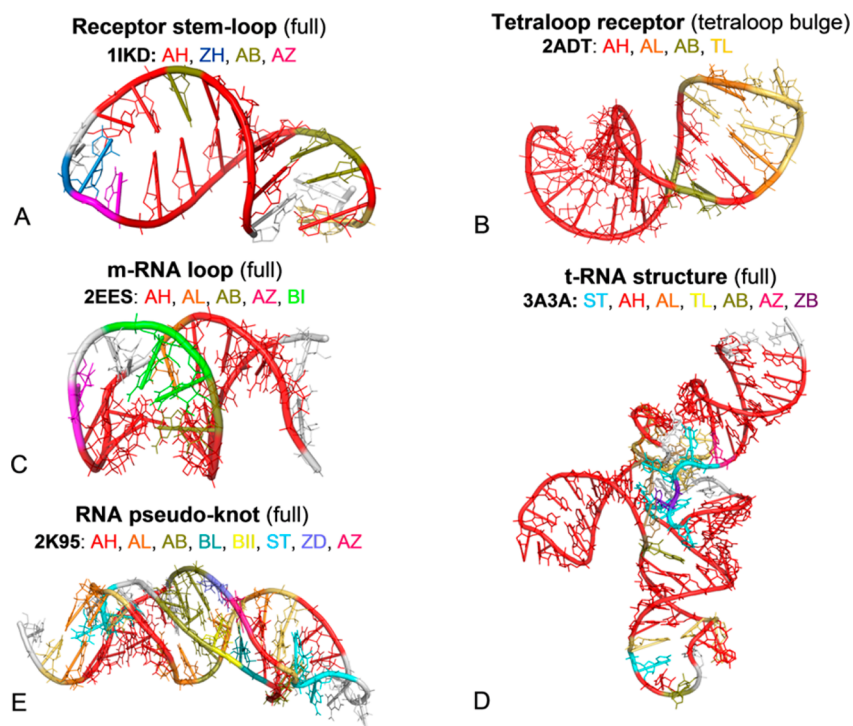 Receptor stem-loop (full)
1IKD: AH, ZH, AB, AZ
A
Tetraloop receptor (tetraloop bulge)
2ADT: AH, AL, AB, TL
B
m-RNA loop (full)
2EES: AH, AL, AB, AZ, BI
C
t-RNA structure (full)
3A3A: ST, AH, AL, TL, AB, AZ, ZB
D
RNA pseudo-knot (full)
2K95: AH, AL, AB, BL, BII, ST, ZD, AZ
E